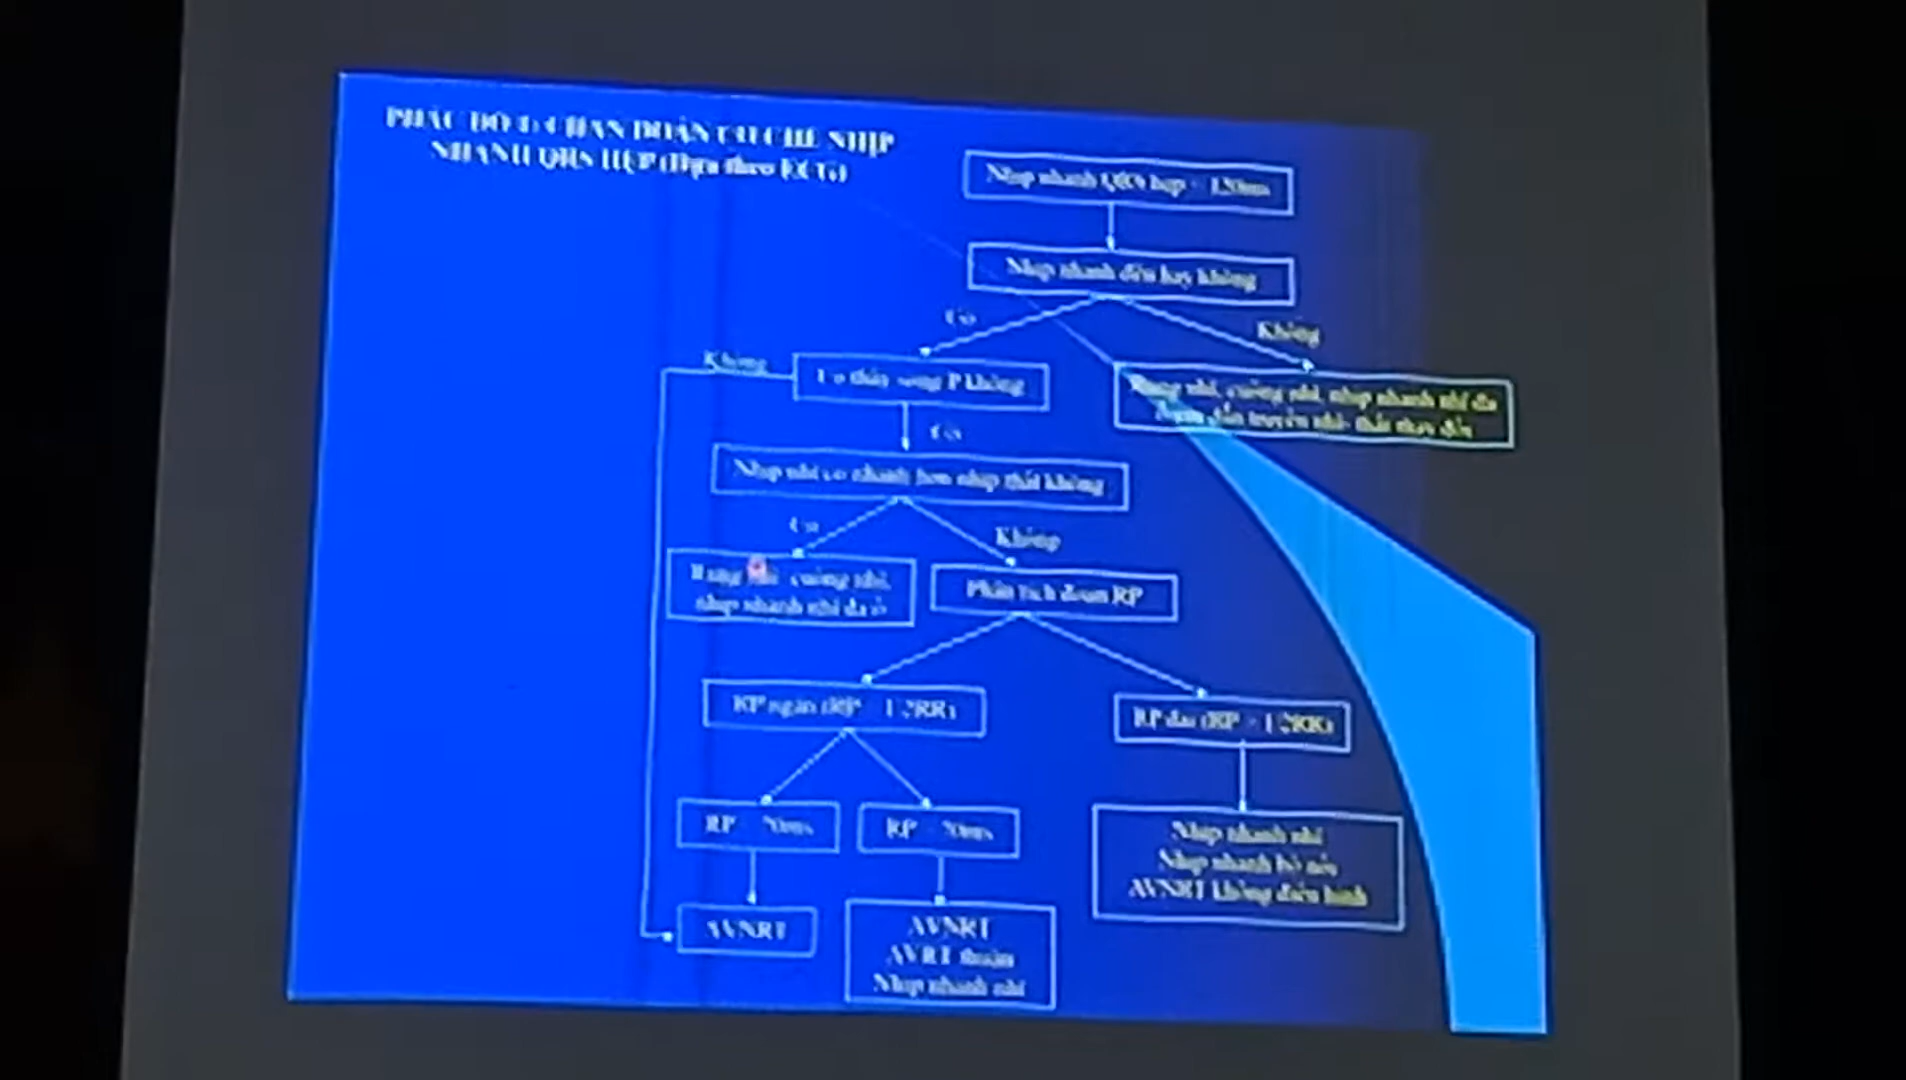 PHÁC ĐỒ 1: CHẨN ĐOÁN CƠ CHẾ NHỊP
NHANH QRS HẸP (Dựa theo ECG)
Nhịp nhanh QRS hẹp 120ms
Nhịp nhanh đều hay không
Có
Không
Không
Có thấy sóng P không
Rung nhĩ, cuồng nhĩ, nhịp nhanh nhĩ đa
dẫn truyền nhĩ- thất thay đổi
Có
Nhịp nhĩ có nhanh hơn nhịp thất không
Có
Không
Rung nhĩ cuồng nhĩ,
nhịp nhanh nhĩ đa ổ
Phân tích đoạn RP
RP ngắn (RP 1/2RR)
RP dài (RP > 1/2RR)
RP 70ms
RP 70ms
Nhịp nhanh nhĩ
Nhịp nhanh bộ nối
AVNRT không điển hình
AVNRT
AVNRT
AVRT thuận
Nhịp nhanh nhĩ